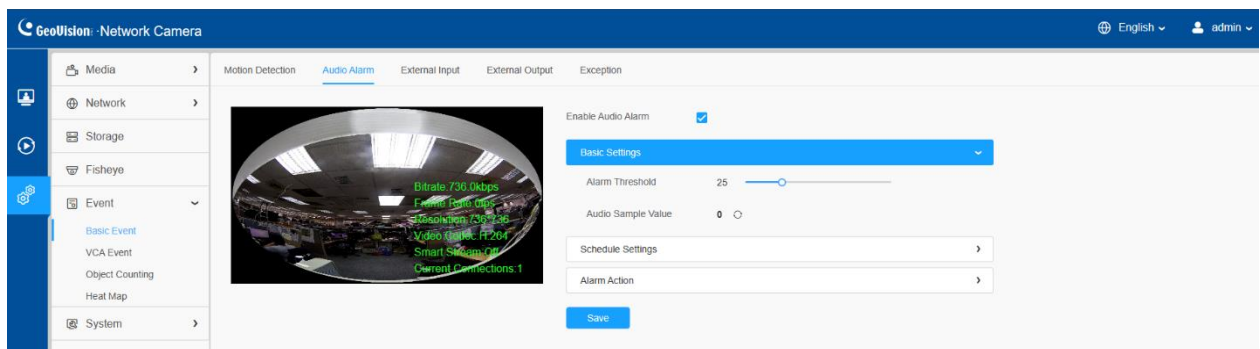 GeoVision Network Camera
English
admin
Media
Motion Detection
Audio Alarm
External Input
External Output
Exception
Network
Enable Audio Alarm
Storage
Basic Settings
Fisheye
Alarm Threshold
25
Bitrate:736.0kbps
Event
Frame Rate:0fps
Audio Sample Value
0
Resolution:736*736
Basic Event
Video Codec:H.264
VCA Event
Smart Stream:Off
Schedule Settings
Object Counting
Current Connections:1
Alarm Action
Heat Map
System
Save